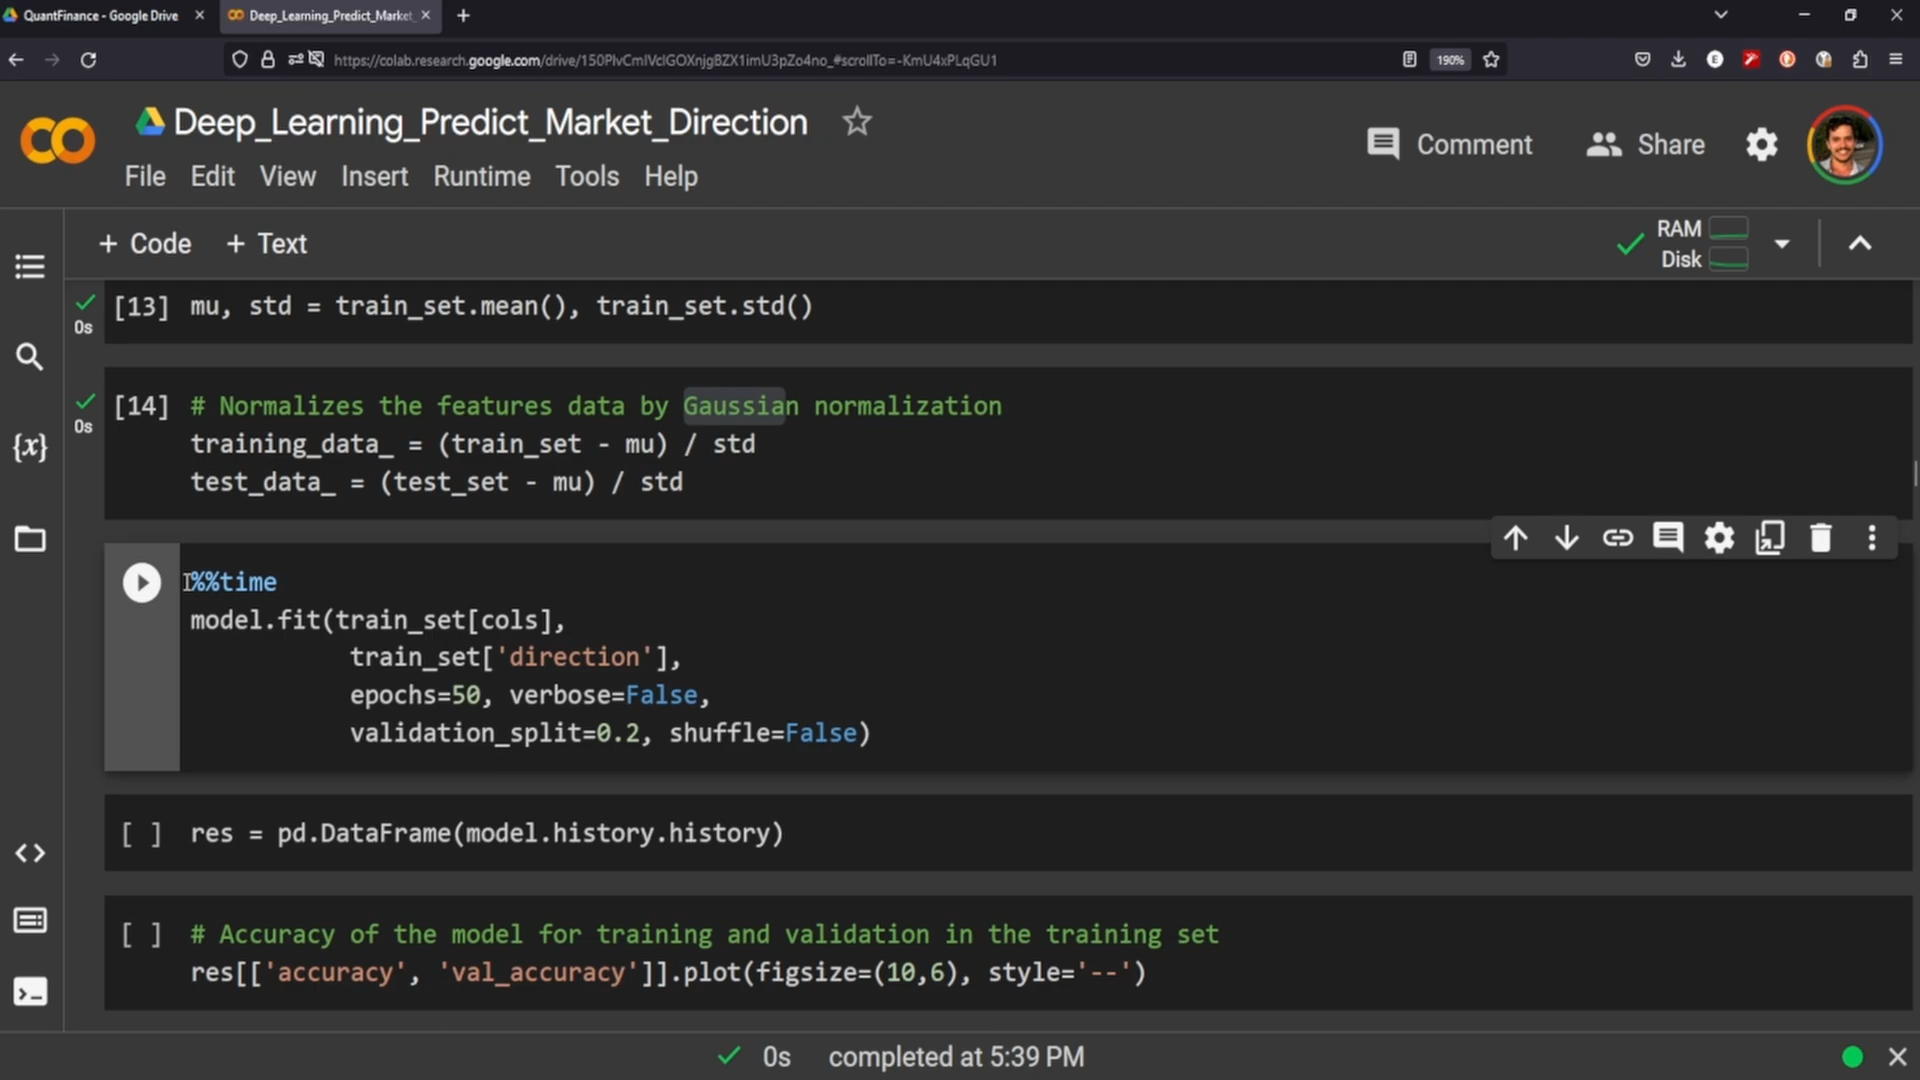 QuantFinance - Google Drive
Deep_Learning_Predict_Market_
https://colab.research.google.com/drive/150PlvCmIVclGOXnjgBZX1imU3pZo4no_#scrollTo=-KmU4xPLqGU1
190%
Deep_Learning_Predict_Market_Direction
File Edit View Insert Runtime Tools Help
Comment
Share
+ Code + Text
RAM
Disk
[13] mu, std = train_set.mean(), train_set.std()
0s
[14] # Normalizes the features data by Gaussian normalization
0s
training_data_ = (train_set - mu) / std
test_data_ = (test_set - mu) / std
{x}
%%time
model.fit(train_set[cols],
train_set['direction'],
epochs=50, verbose=False,
validation_split=0.2, shuffle=False)
[ ] res = pd.DataFrame(model.history.history)
[ ] # Accuracy of the model for training and validation in the training set
res[['accuracy', 'val_accuracy']].plot(figsize=(10,6), style='--')
0s completed at 5:39 PM